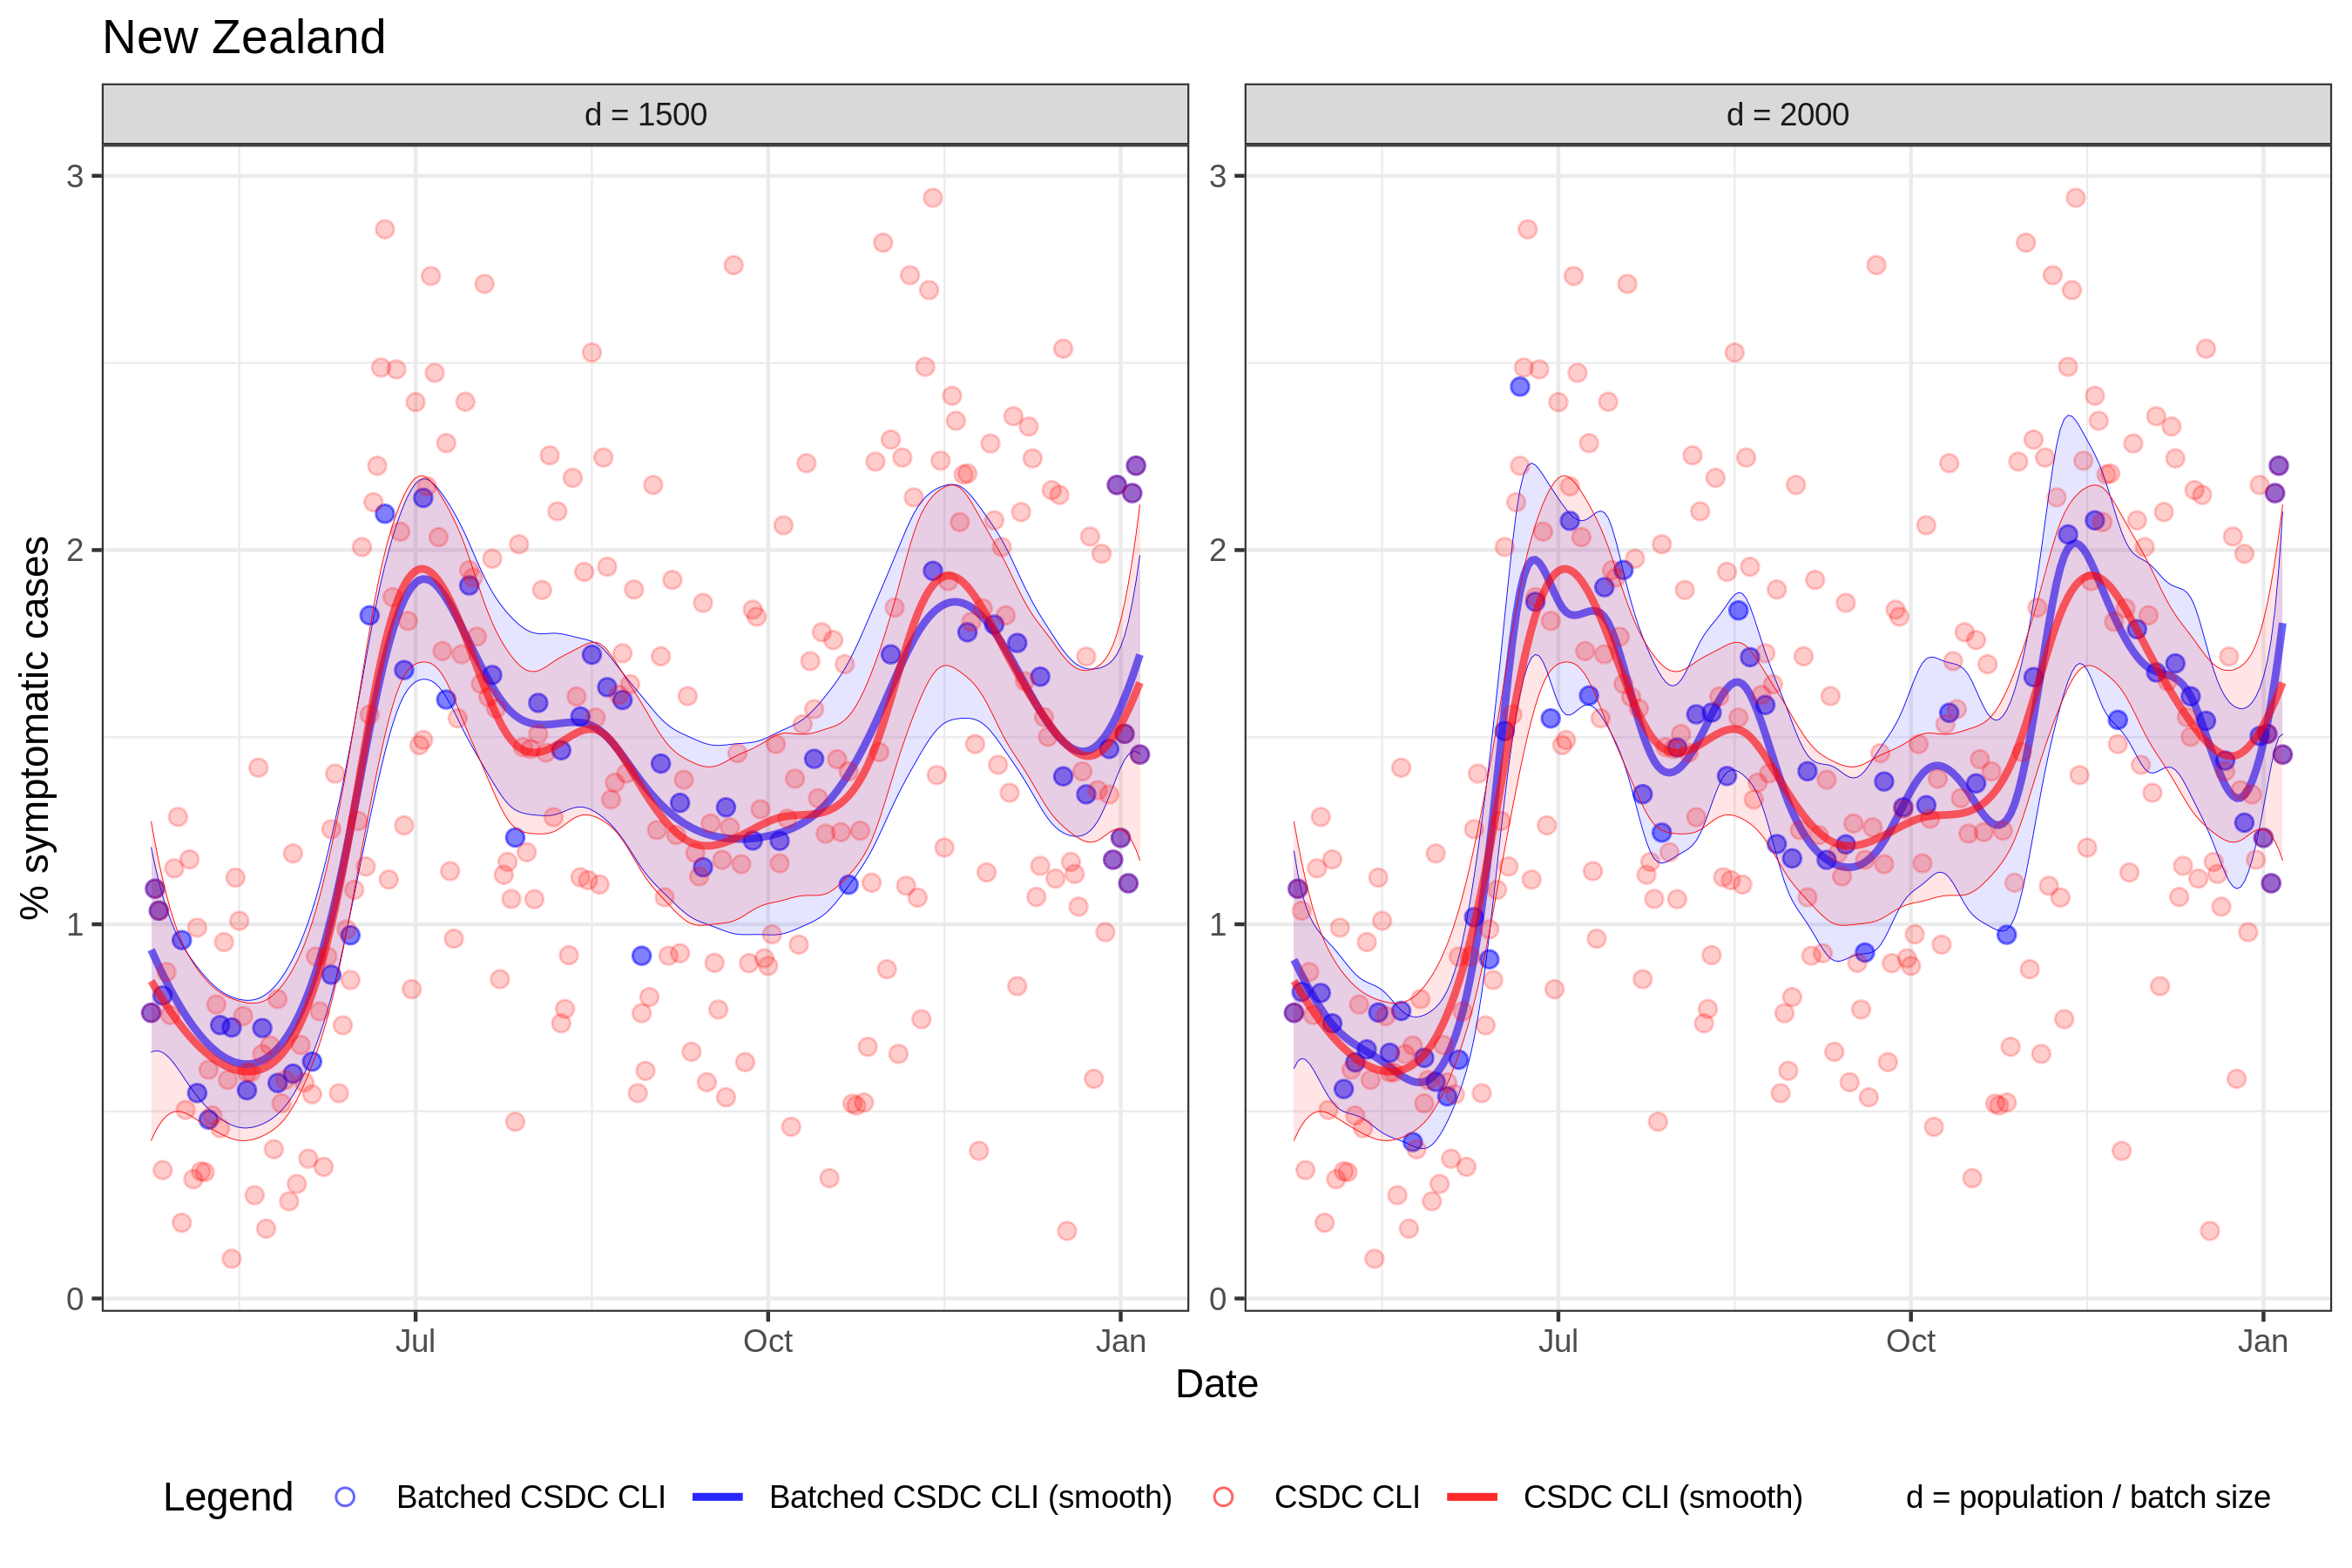 New Zealand
d = 1500
d = 2000
% symptomatic cases
3
2
1
0
3
2
1
0
Jul
Oct
Jan
Jul
Oct
Jan
Date
Legend
Batched CSDC CLI
Batched CSDC CLI (smooth)
CSDC CLI
CSDC CLI (smooth)
d = population / batch size